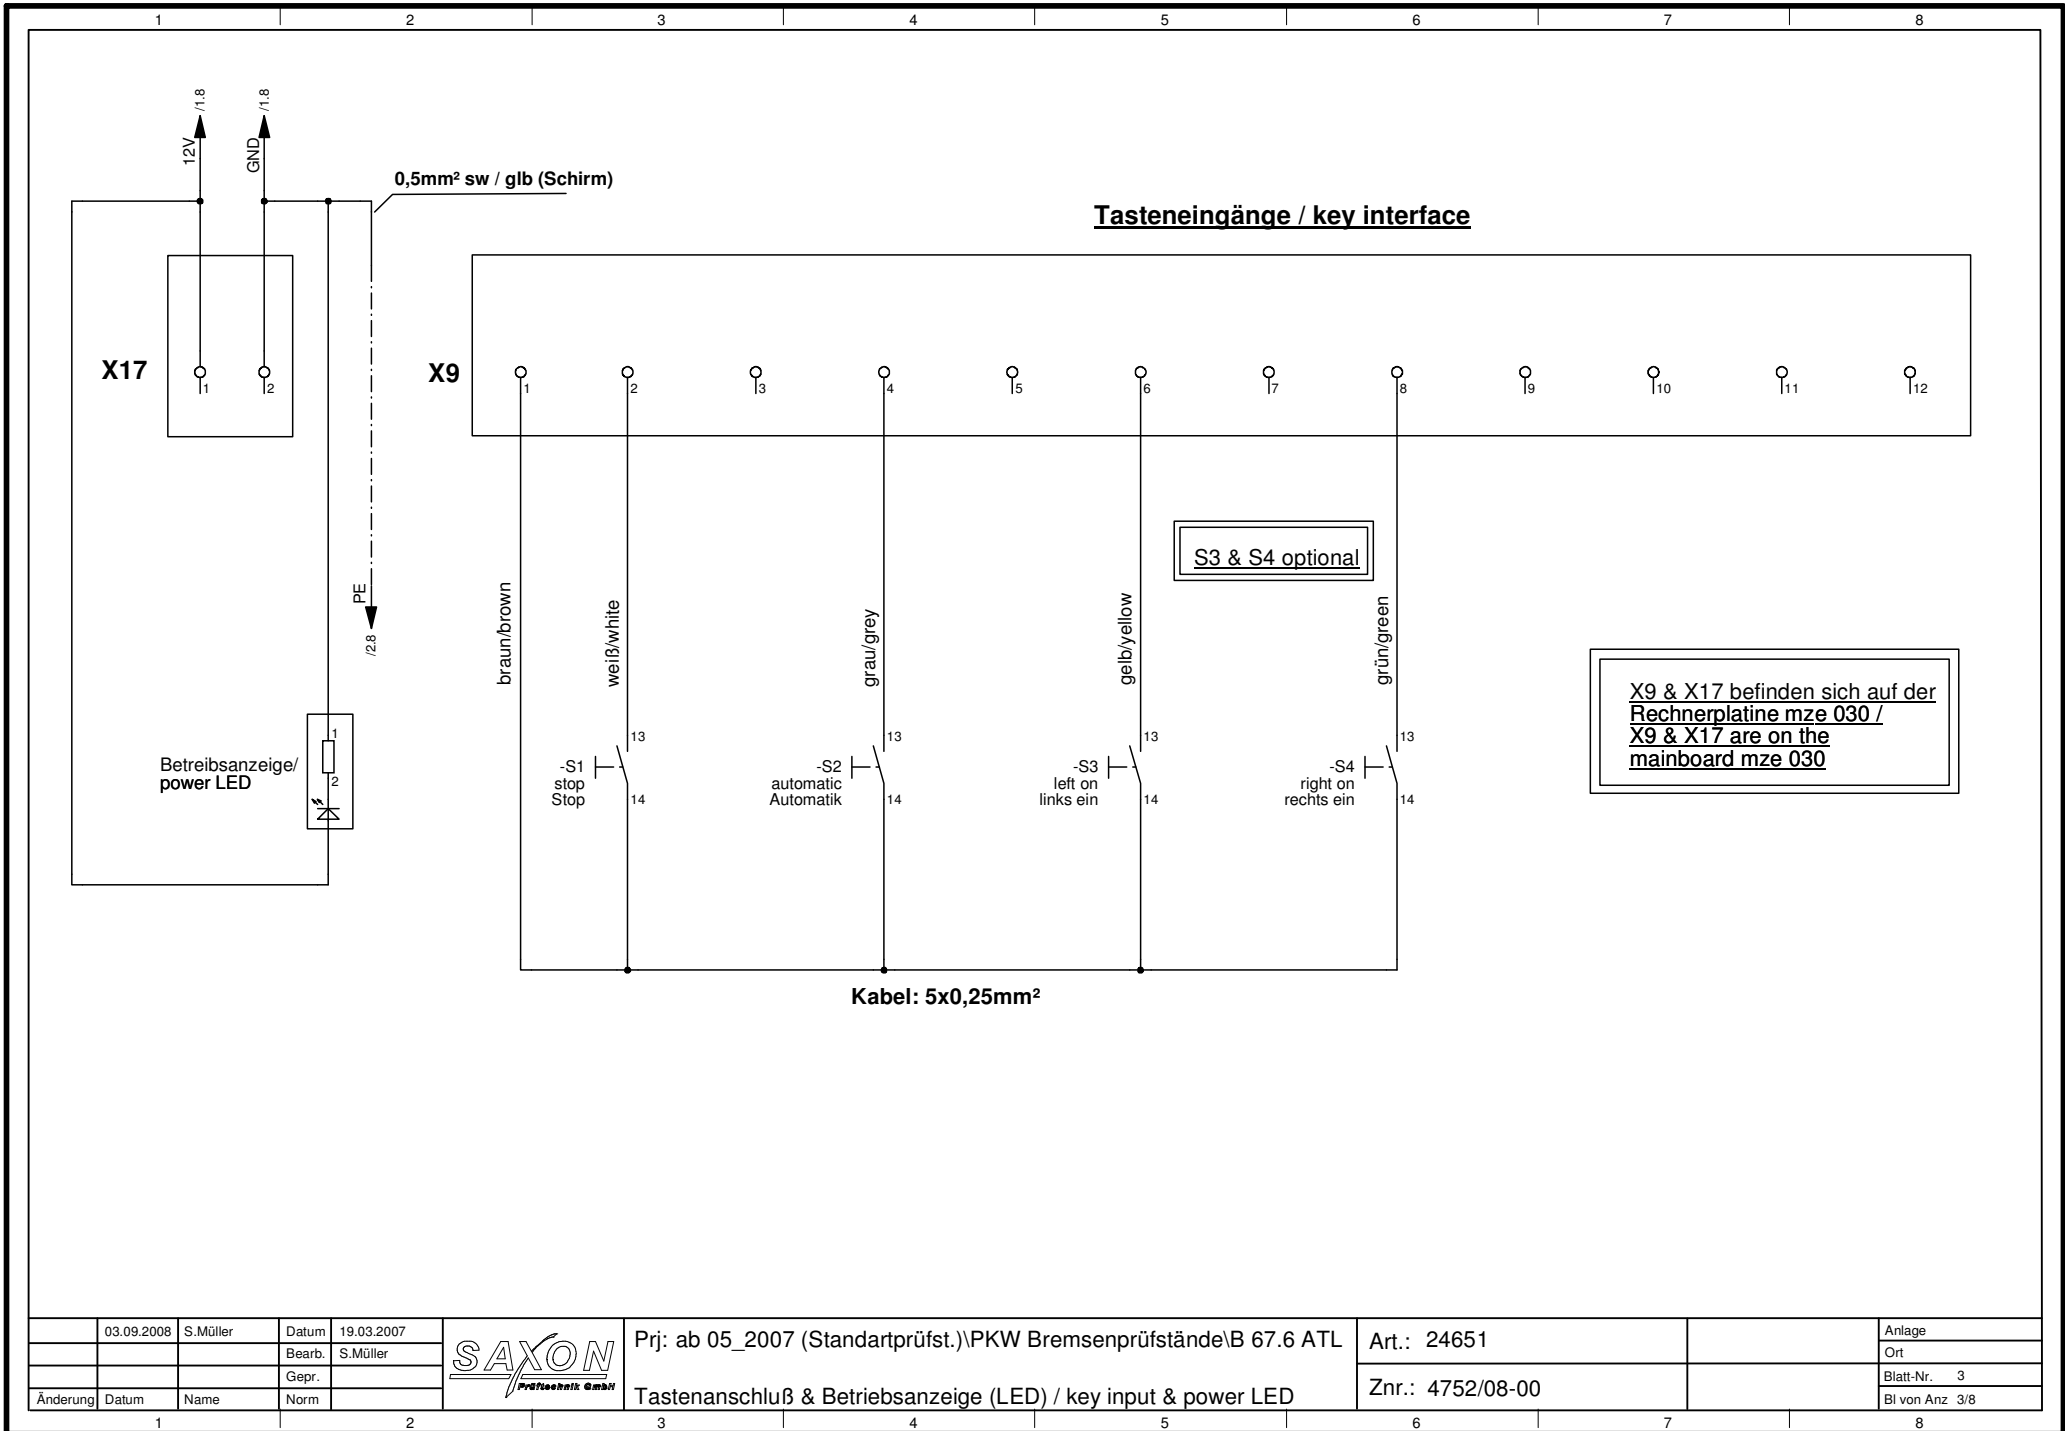 1 2 3 4 5 6 7 8
12V /1.8
GND /1.8
0,5mm² sw / glb (Schirm)
Tasteneingänge / key interface
X17
1 2
X9
1 2 3 4 5 6 7 8 9 10 11 12
PE
/2.8
S3 & S4 optional
braun/brown
weiß/white
grau/grey
gelb/yellow
grün/green
X9 & X17 befinden sich auf der
Rechnerplatine mze 030 /
X9 & X17 are on the
mainboard mze 030
Betreibsanzeige/
power LED
1
2
-S1
stop
Stop
13
14
-S2
automatic
Automatik
13
14
-S3
left on
links ein
13
14
-S4
right on
rechts ein
13
14
Kabel: 5x0,25mm²
03.09.2008 S.Müller Datum 19.03.2007
Bearb. S.Müller
Gepr.
Änderung Datum Name Norm
SAXON
Prüftechnik GmbH
Prj: ab 05_2007 (Standartprüfst.)\PKW Bremsenprüfstände\B 67.6 ATL
Tastenanschluß & Betriebsanzeige (LED) / key input & power LED
Art.: 24651
Znr.: 4752/08-00
Anlage
Ort
Blatt-Nr. 3
Bl von Anz 3/8
1 2 3 4 5 6 7 8